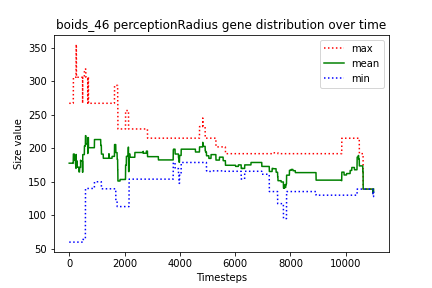 boids_46 perceptionRadius gene distribution over time
350
300
250
200
150
100
50
Size value
max
mean
min
0
2000
4000
6000
8000
10000
Timesteps